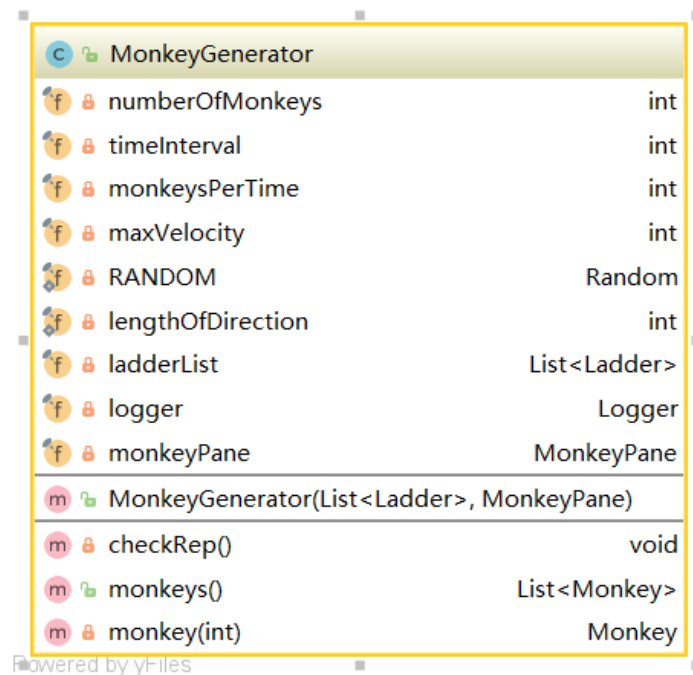 MonkeyGenerator
numberOfMonkeys int
timeInterval int
monkeysPerTime int
maxVelocity int
RANDOM Random
lengthOfDirection int
ladderList List<Ladder>
logger Logger
monkeyPane MonkeyPane
MonkeyGenerator(List<Ladder>, MonkeyPane)
checkRep() void
monkeys() List<Monkey>
monkey(int) Monkey
Powered by yFiles